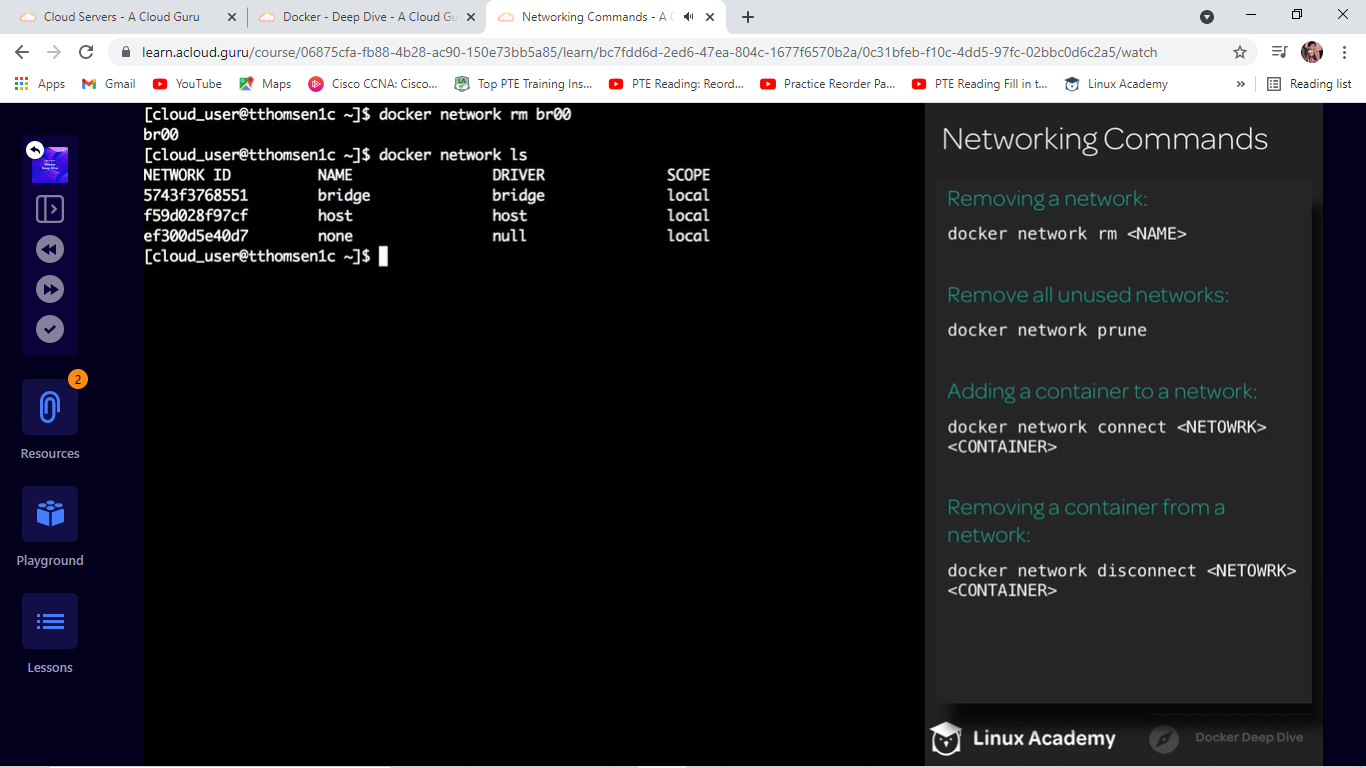 Cloud Servers - A Cloud Guru
Docker - Deep Dive - A Cloud Gu
Networking Commands - A C
learn.acloud.guru/course/06875cfa-fb88-4b28-ac90-150e73bb5a85/learn/bc7fdd6d-2ed6-47ea-804c-1677f6570b2a/0c31bfeb-f10c-4dd5-97fc-02bbc0d6c2a5/watch
Apps
Gmail
YouTube
Maps
Cisco CCNA: Cisco...
Top PTE Training Ins...
PTE Reading: Reord...
Practice Reorder Pa...
PTE Reading Fill in t...
Linux Academy
»
Reading list
[cloud_user@tthomsen1c ~]$ docker network rm br00
br00
[cloud_user@tthomsen1c ~]$ docker network ls
NETWORK ID NAME DRIVER SCOPE
5743f3768551 bridge bridge local
f59d028f97cf host host local
ef300d5e40d7 none null local
[cloud_user@tthomsen1c ~]$
2
Resources
Playground
Lessons
Networking Commands
Removing a network:
docker network rm <NAME>
Remove all unused networks:
docker network prune
Adding a container to a network:
docker network connect <NETOWRK>
<CONTAINER>
Removing a container from a
network:
docker network disconnect <NETOWRK>
<CONTAINER>
Linux Academy
Docker Deep Dive